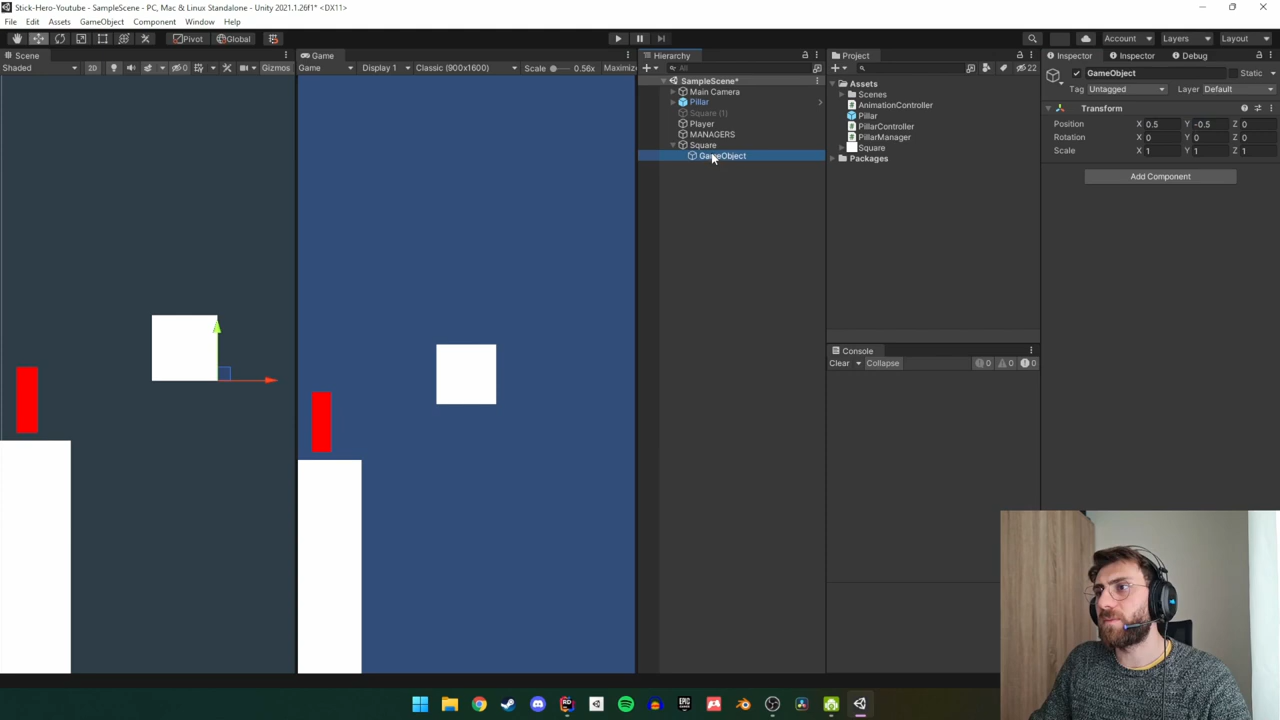 Stick-Hero-Youtube - SampleScene - PC, Mac & Linux Standalone - Unity 2021.1.26f1* <DX11>
File Edit Assets GameObject Component Window Help
Pivot Global Account Layers Layout
Scene
Shaded 2D 0 Gizmos
Game
Game Display 1 Classic (900x1600) Scale 0.56x Maximiz
Hierarchy
+ All
SampleScene*
Main Camera
Pillar
Square (1)
Player
MANAGERS
Square
GameObject
Project
+ 22
Assets
Scenes
AnimationController
Pillar
PillarController
PillarManager
Square
Packages
Console
Clear Collapse 0 0 0
Inspector Inspector Debug
GameObject Static
Tag Untagged Layer Default
Transform
Position X 0.5 Y -0.5 Z 0
Rotation X 0 Y 0 Z 0
Scale X 1 Y 1 Z 1
Add Component